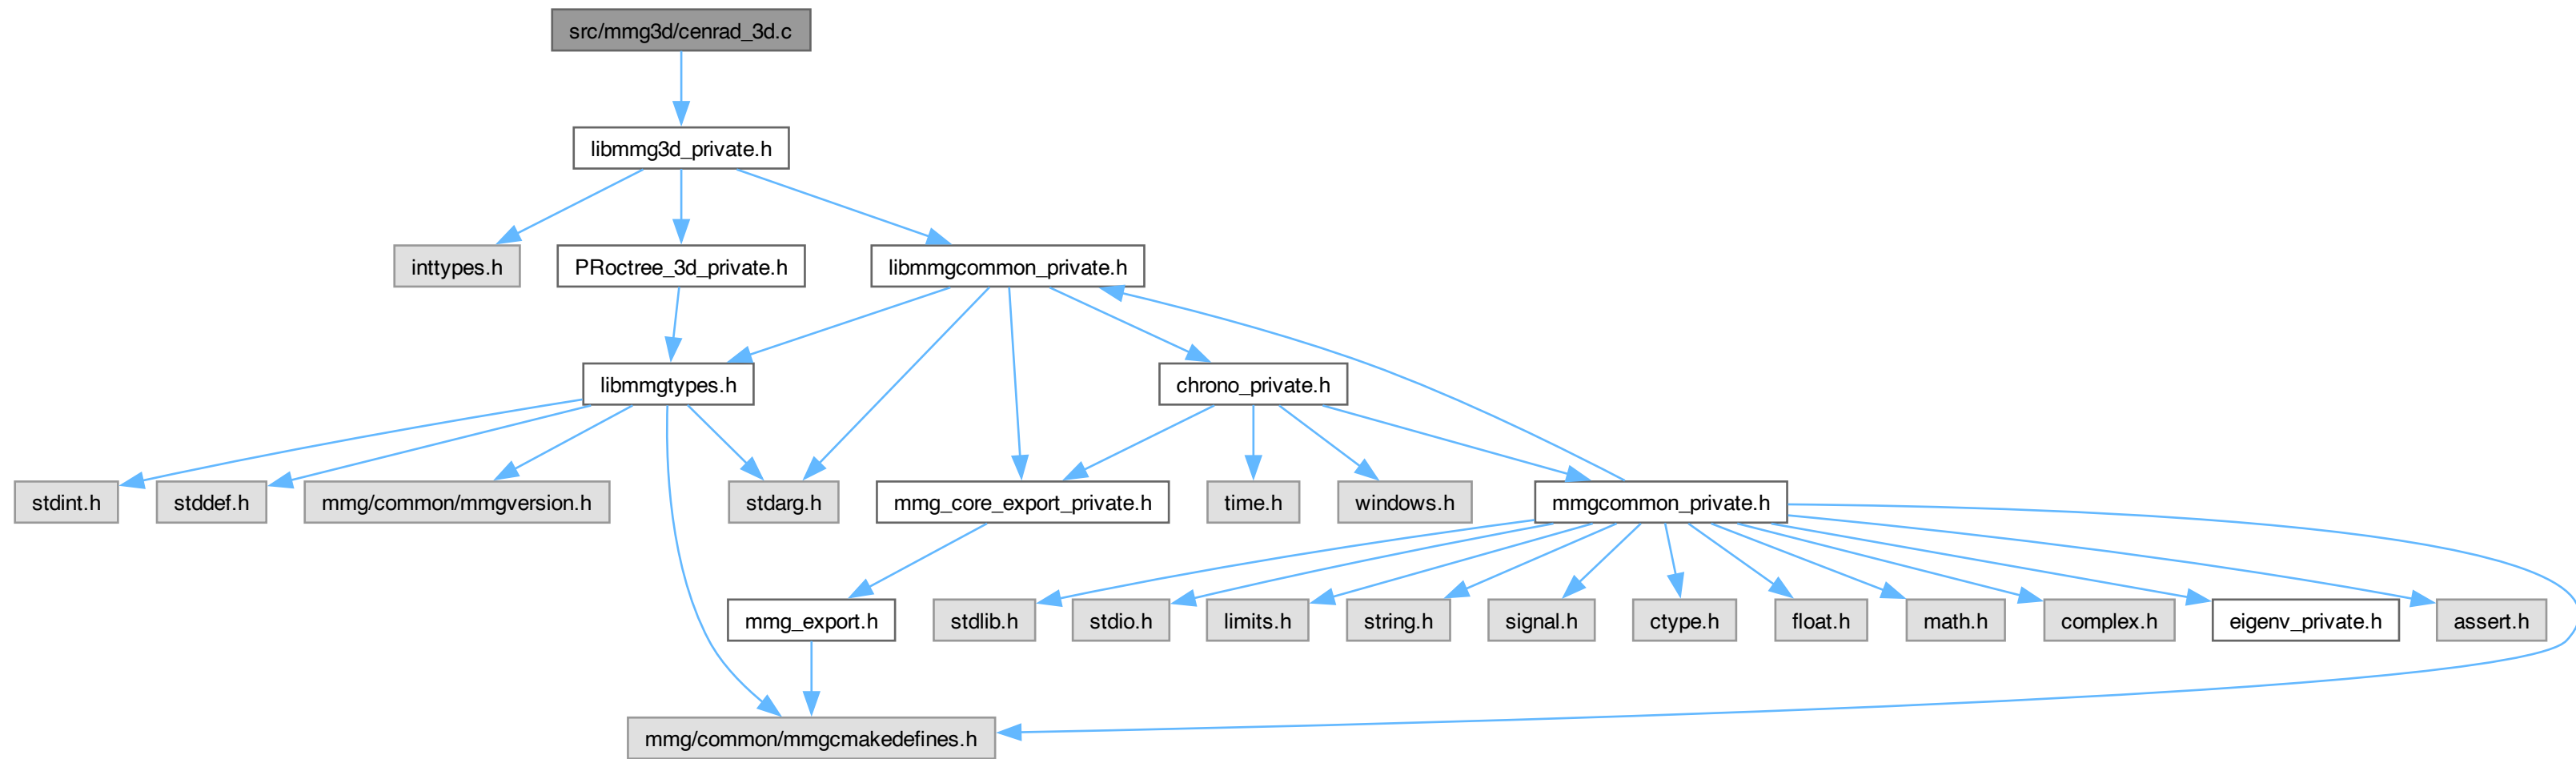 src/mmg3d/cenrad_3d.c
libmmg3d_private.h
inttypes.h
PRoctree_3d_private.h
libmmgcommon_private.h
libmmgtypes.h
chrono_private.h
stdint.h
stddef.h
mmg/common/mmgversion.h
stdarg.h
mmg_core_export_private.h
time.h
windows.h
mmgcommon_private.h
mmg_export.h
stdlib.h
stdio.h
limits.h
string.h
signal.h
ctype.h
float.h
math.h
complex.h
eigenv_private.h
assert.h
mmg/common/mmgcmakedefines.h